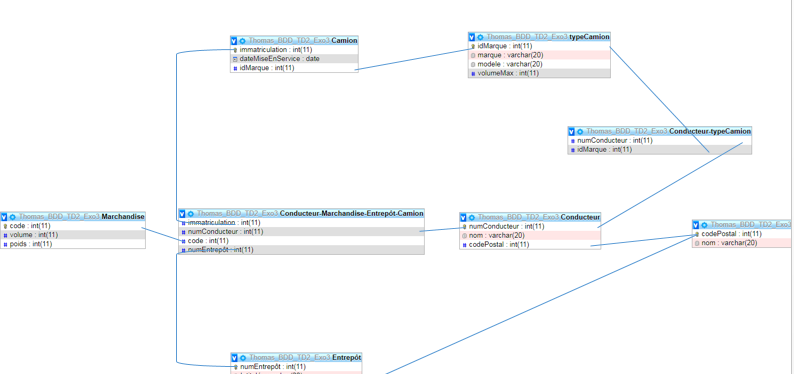 Thomas_BDD_TD2_Exo3 Camion
immatriculation : int(11)
dateMiseEnService : date
idMarque : int(11)
Thomas_BDD_TD2_Exo3 typeCamion
idMarque : int(11)
marque : varchar(20)
modele : varchar(20)
volumeMax : int(11)
Thomas_BDD_TD2_Exo3 Conducteur-typeCamion
numConducteur : int(11)
idMarque : int(11)
Thomas_BDD_TD2_Exo3 Marchandise
code : int(11)
volume : int(11)
poids : int(11)
Thomas_BDD_TD2_Exo3 Conducteur-Marchandise-Entrepôt-Camion
immatriculation : int(11)
numConducteur : int(11)
code : int(11)
numEntrepôt : int(11)
Thomas_BDD_TD2_Exo3 Conducteur
numConducteur : int(11)
nom : varchar(20)
codePostal : int(11)
Thomas_BDD_TD2_Exo3
codePostal : int(11)
nom : varchar(20)
Thomas_BDD_TD2_Exo3 Entrepôt
numEntrepôt : int(11)